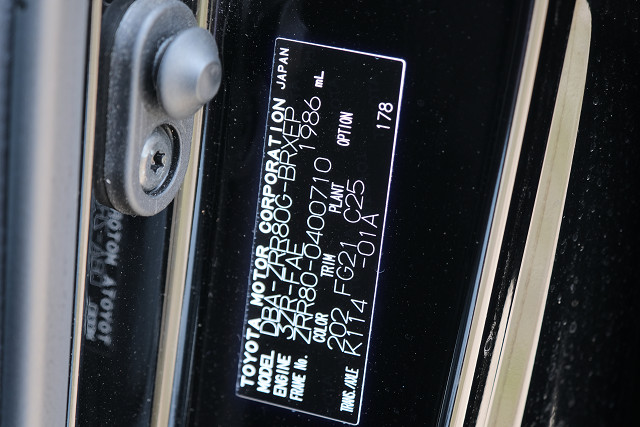 TOYOTA MOTOR CORPORATION JAPAN
MODEL DBA-ZRR80G-BRXEP
ENGINE 3ZR-FAE 1986 mL
FRAME No. ZRR80-0400710
COLOR TRIM PLANT OPTION
202 FG21 C25
TRANS./AXLE K114 -01A 178